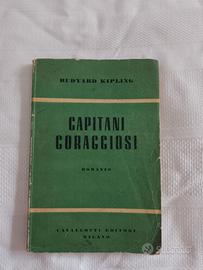 RUDYARD KIPLING
CAPITANI
CORAGGIOSI
ROMANZO
CAVALLOTTI EDITORI
MILANO